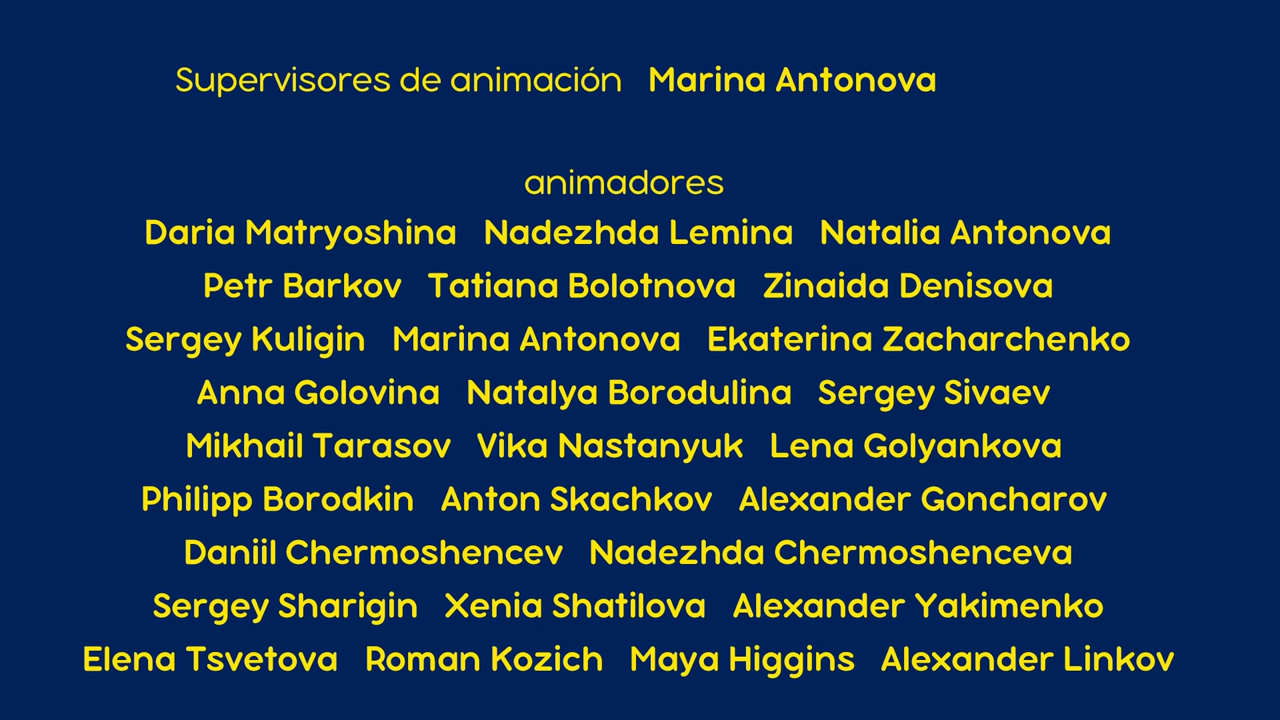 Supervisores de animación Marina Antonova
animadores
Daria Matryoshina Nadezhda Lemina Natalia Antonova
Petr Barkov Tatiana Bolotnova Zinaida Denisova
Sergey Kuligin Marina Antonova Ekaterina Zacharchenko
Anna Golovina Natalya Borodulina Sergey Sivaev
Mikhail Tarasov Vika Nastanyuk Lena Golyankova
Philipp Borodkin Anton Skachkov Alexander Goncharov
Daniil Chermoshencev Nadezhda Chermoshenceva
Sergey Sharigin Xenia Shatilova Alexander Yakimenko
Elena Tsvetova Roman Kozich Maya Higgins Alexander Linkov